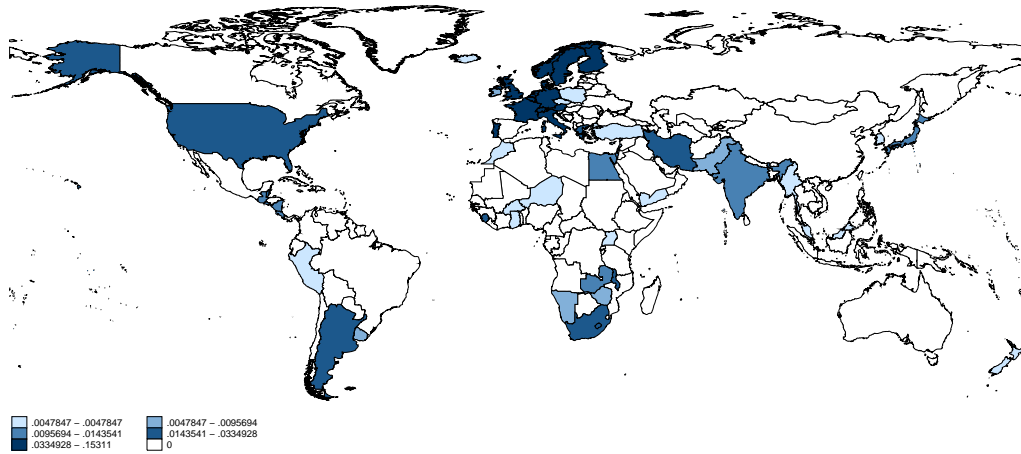 .0047847 – .0047847 .0047847 – .0095694
.0095694 – .0143541 .0143541 – .0334928
.0334928 – .15311 0